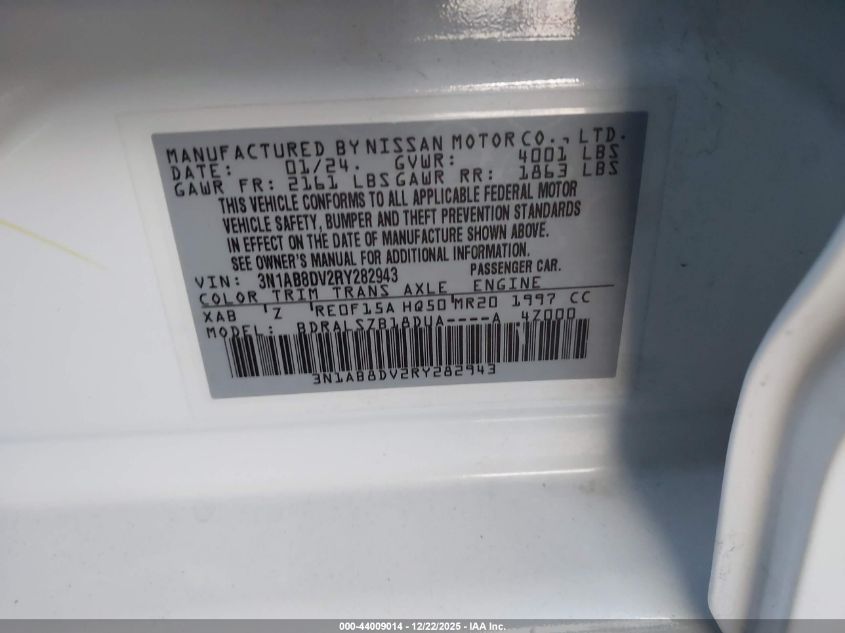 MANUFACTURED BY NISSAN MOTOR CO., LTD.
DATE: 01/24. GVWR: 4001 LBS
GAWR FR: 2161 LBS GAWR RR: 1863 LBS
THIS VEHICLE CONFORMS TO ALL APPLICABLE FEDERAL MOTOR
VEHICLE SAFETY, BUMPER AND THEFT PREVENTION STANDARDS
IN EFFECT ON THE DATE OF MANUFACTURE SHOWN ABOVE.
SEE OWNER'S MANUAL FOR ADDITIONAL INFORMATION.
VIN: 3N1AB8DV2RY282943 PASSENGER CAR.
COLOR TRIM TRANS AXLE ENGINE
XAB Z RE0F15A HQ50 MR20 1997 CC
MODEL: BDRALSZB18DUA----A 4Z000
3N1AB8DV2RY282943
000-44009014 - 12/22/2025 - IAA Inc.